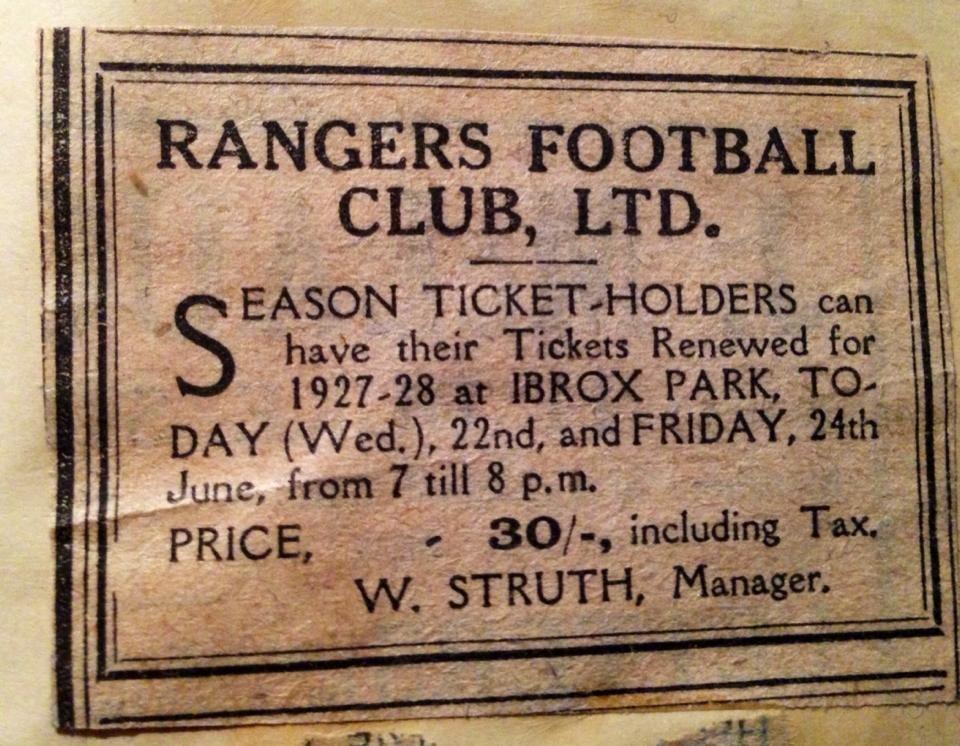 RANGERS FOOTBALL
CLUB, LTD.
SEASON TICKET-HOLDERS can
have their Tickets Renewed for
1927-28 at IBROX PARK, TO-
DAY (Wed.), 22nd, and FRIDAY, 24th
June, from 7 till 8 p.m.
PRICE, - 30/-, including Tax.
W. STRUTH, Manager.